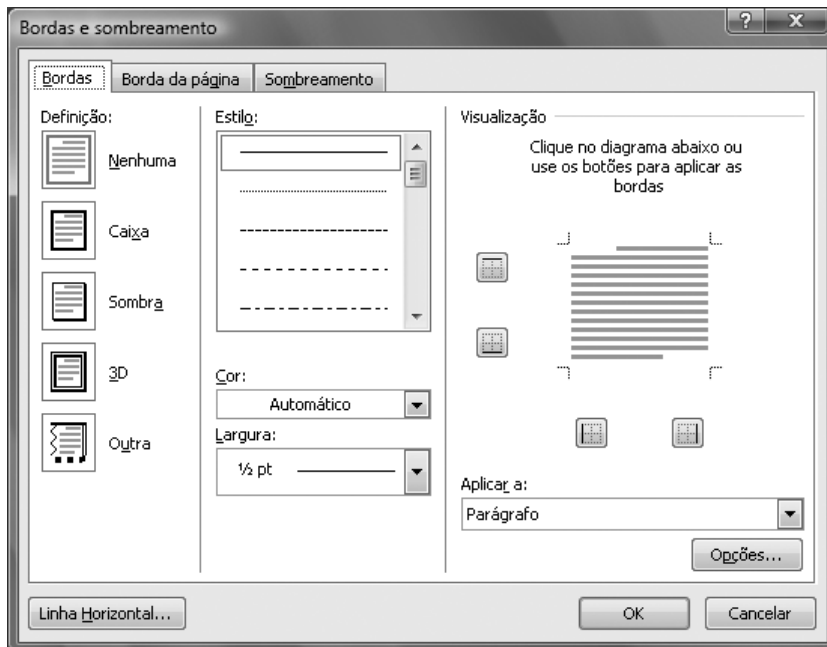 Bordas e sombreamento
?
X
Bordas
Borda da página
Sombreamento
Definição:
Nenhuma
Caixa
Sombra
3D
Outra
Estilo:
Cor:
Automático
Largura:
½ pt
Visualização
Clique no diagrama abaixo ou
use os botões para aplicar as
bordas
Aplicar a:
Parágrafo
Opções...
Linha Horizontal...
OK
Cancelar